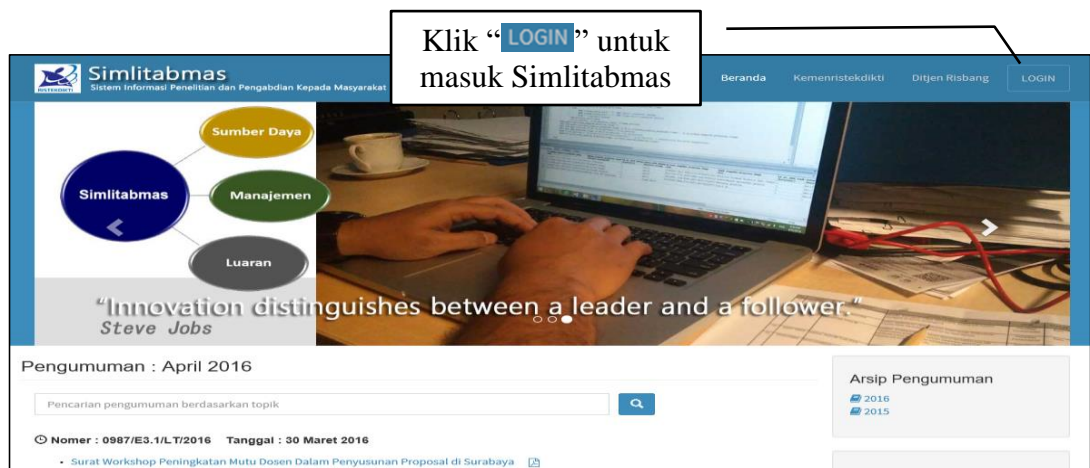 Klik “LOGIN” untuk
masuk Simlitabmas
RISTEKDIKTI
Simlitabmas
Sistem Informasi Penelitian dan Pengabdian Kepada Masyarakat
Beranda Kemenristekdikti Ditjen Risbang LOGIN
Sumber Daya
Simlitabmas
Manajemen
Luaran
"Innovation distinguishes between a leader and a follower."
Steve Jobs
Pengumuman : April 2016
Pencarian pengumuman berdasarkan topik
Nomer : 0987/E3.1/LT/2016 Tanggal : 30 Maret 2016
• Surat Workshop Peningkatan Mutu Dosen Dalam Penyusunan Proposal di Surabaya
Arsip Pengumuman
2016
2015